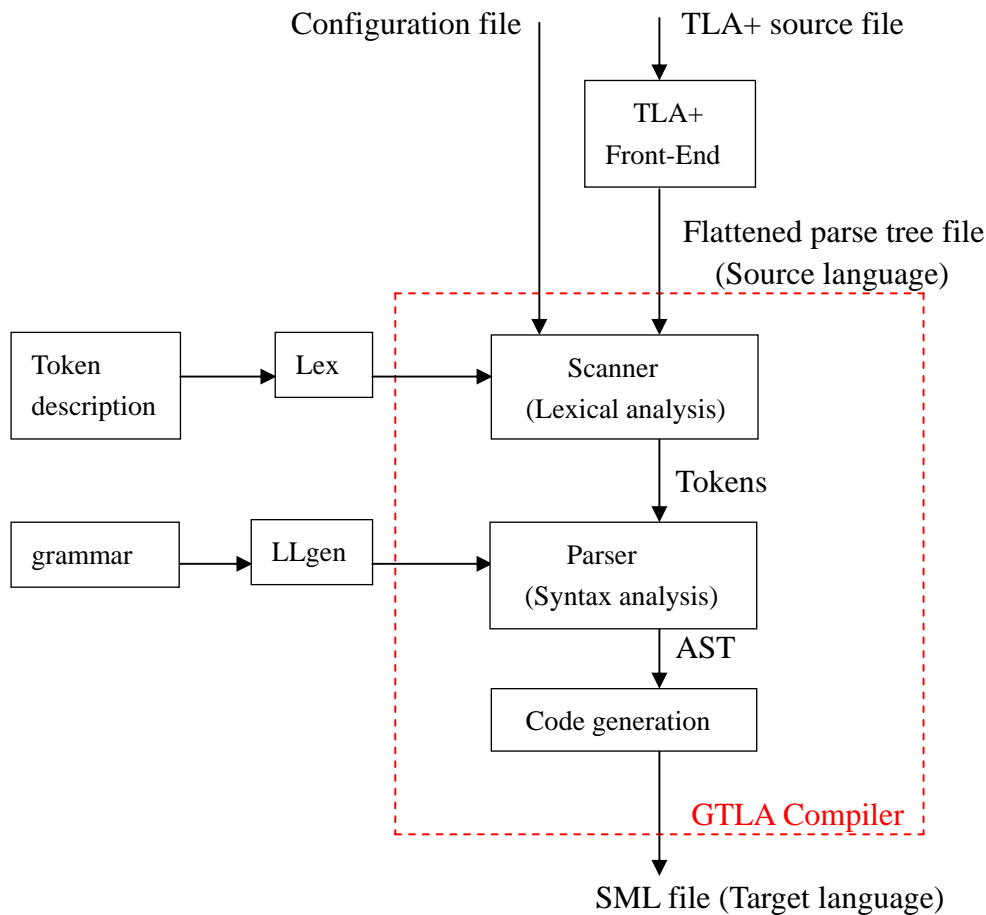 Configuration file
TLA+ source file
TLA+
Front-End
Flattened parse tree file
(Source language)
Token
description
Lex
Scanner
(Lexical analysis)
Tokens
grammar
LLgen
Parser
(Syntax analysis)
AST
Code generation
GTLA Compiler
SML file (Target language)